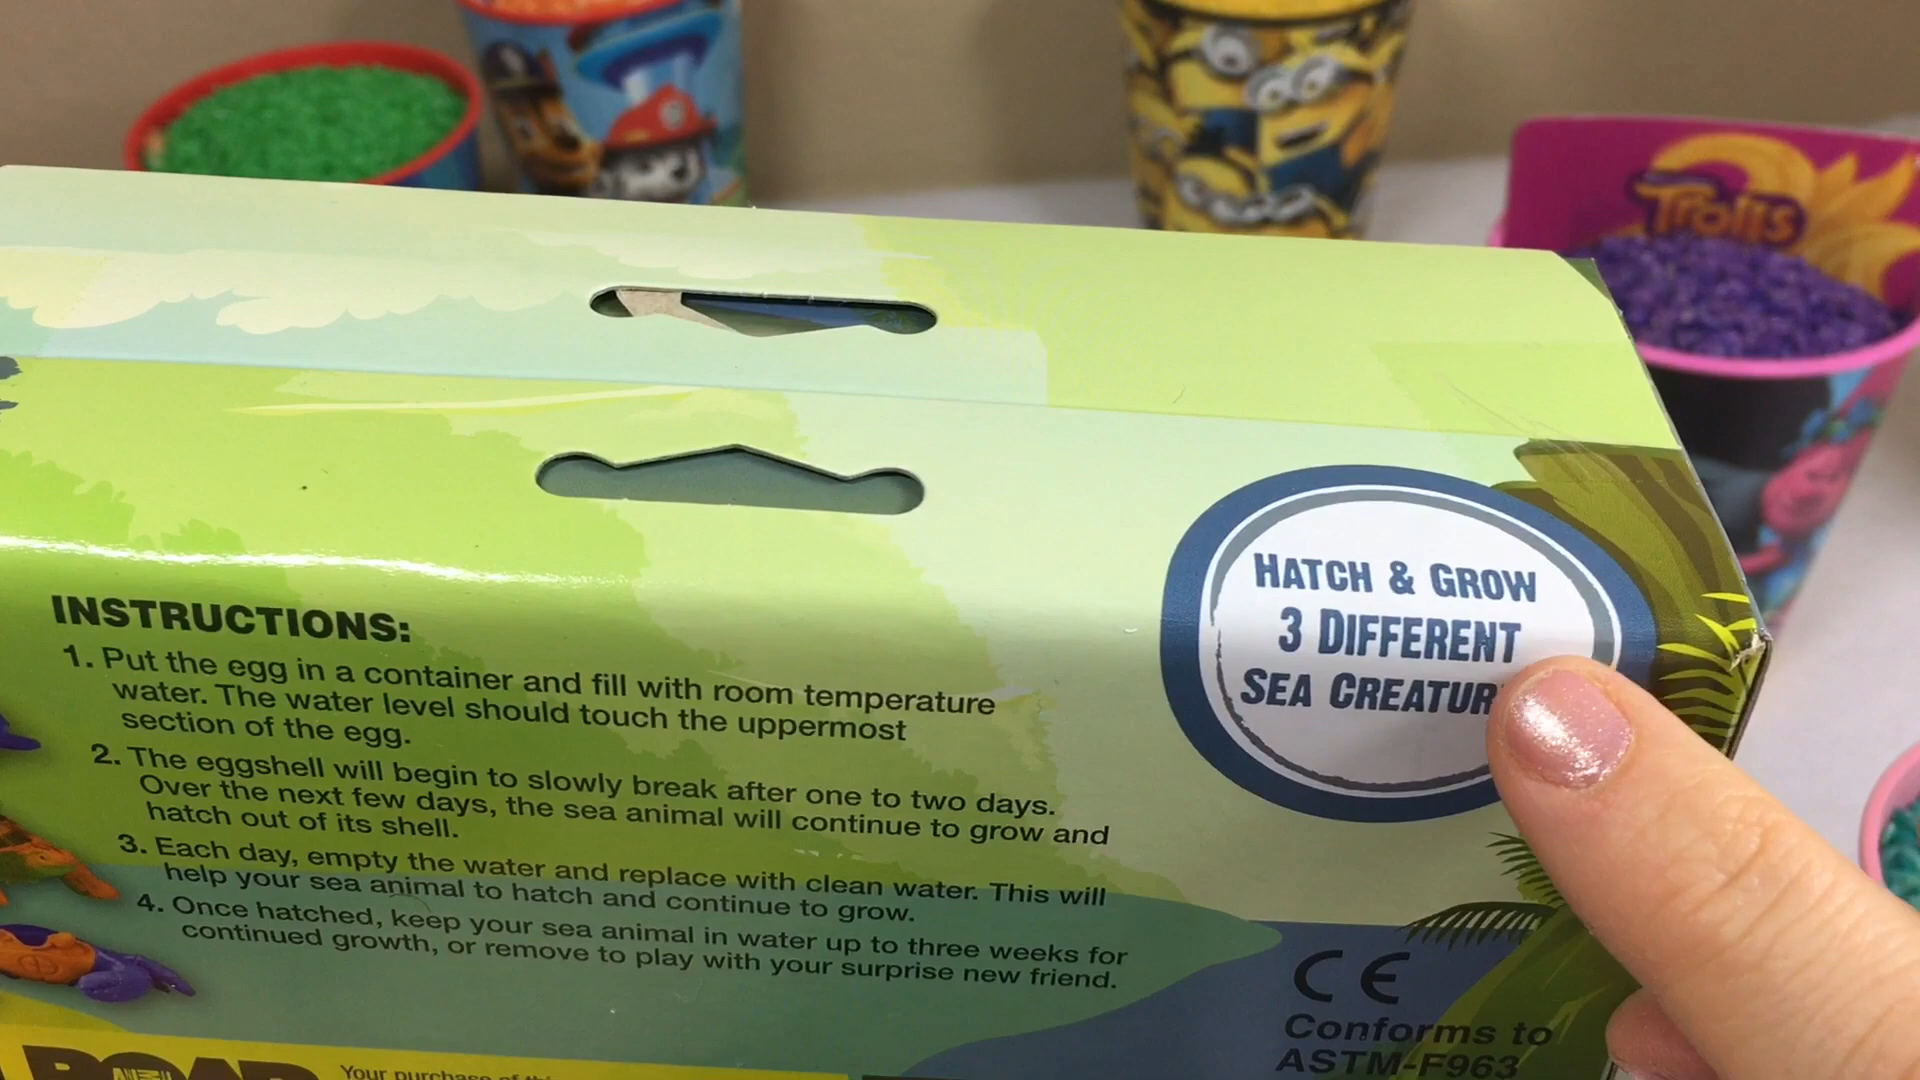 Trolls
HATCH & GROW
3 DIFFERENT
SEA CREATUR
INSTRUCTIONS:
1. Put the egg in a container and fill with room temperature
water. The water level should touch the uppermost
section of the egg.
2. The eggshell will begin to slowly break after one to two days.
Over the next few days, the sea animal will continue to grow and
hatch out of its shell.
3. Each day, empty the water and replace with clean water. This will
help your sea animal to hatch and continue to grow.
4. Once hatched, keep your sea animal in water up to three weeks for
continued growth, or remove to play with your surprise new friend.
CE
Conforms to
ASTM-F963
Your purchase of this